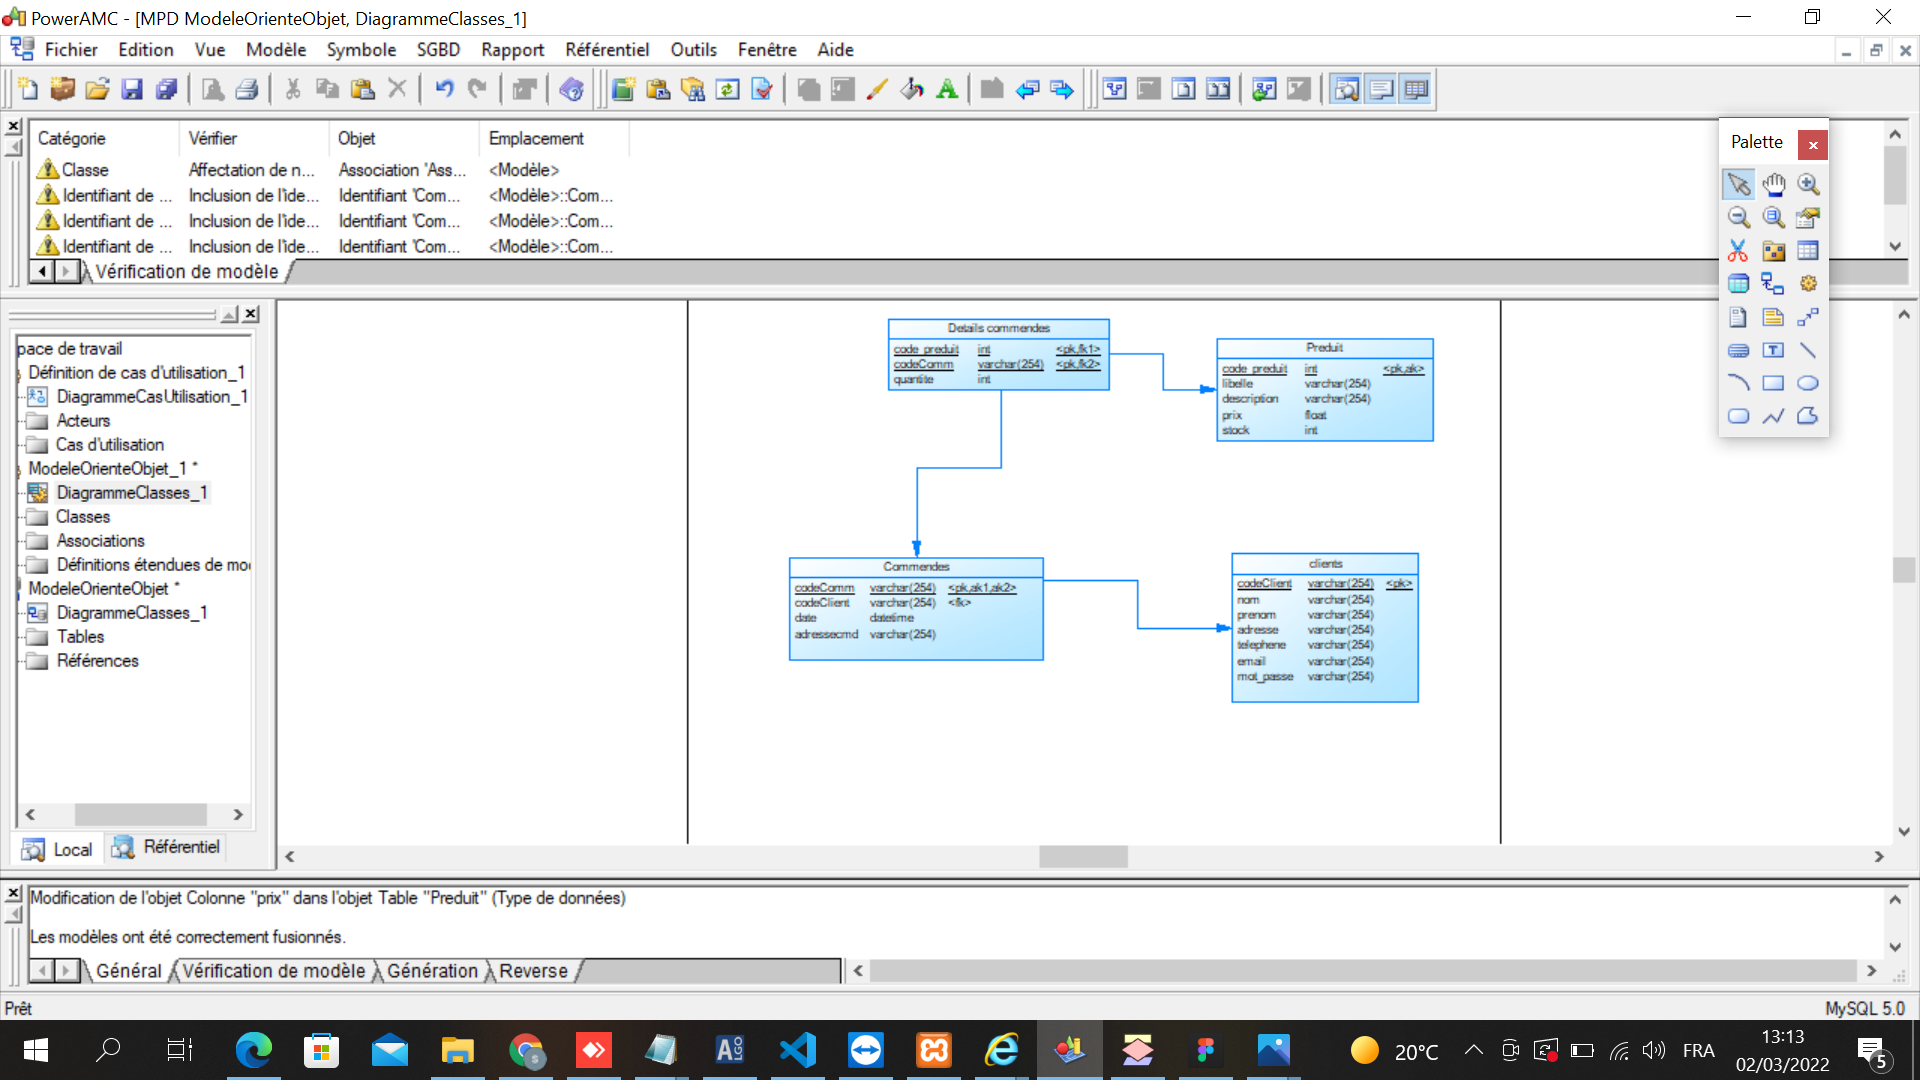 PowerAMC - [MPD ModeleOrienteObjet, DiagrammeClasses_1]
Fichier Edition Vue Modèle Symbole SGBD Rapport Référentiel Outils Fenêtre Aide
Catégorie Vérifier Objet Emplacement
Classe Affectation de n... Association 'Ass... <Modèle>
Identifiant de ... Inclusion de l'ide... Identifiant 'Com... <Modèle>::Com...
Identifiant de ... Inclusion de l'ide... Identifiant 'Com... <Modèle>::Com...
Identifiant de ... Inclusion de l'ide... Identifiant 'Com... <Modèle>::Com...
Vérification de modèle
Palette
pace de travail
Définition de cas d'utilisation_1
DiagrammeCasUtilisation_1
Acteurs
Cas d'utilisation
ModeleOrienteObjet_1 *
DiagrammeClasses_1
Classes
Associations
Définitions étendues de mo
ModeleOrienteObjet *
DiagrammeClasses_1
Tables
Références
Local Référentiel
Details commendes
code_preduit int <pk,fk1>
codeComm varchar(254) <pk,fk2>
quantite int
Preduit
code_preduit int <pk,ak>
libelle varchar(254)
description varchar(254)
prix float
stock int
Commendes
codeComm varchar(254) <pk,ak1,ak2>
codeClient varchar(254) <fk>
date datetime
adressecmd varchar(254)
clients
codeClient varchar(254) <pk>
nom varchar(254)
prenom varchar(254)
adresse varchar(254)
telephene varchar(254)
email varchar(254)
mot_passe varchar(254)
Modification de l'objet Colonne "prix" dans l'objet Table "Preduit" (Type de données)
Les modèles ont été correctement fusionnés.
Général Vérification de modèle Génération Reverse
Prêt MySQL 5.0
20°C FRA 13:13
02/03/2022
5